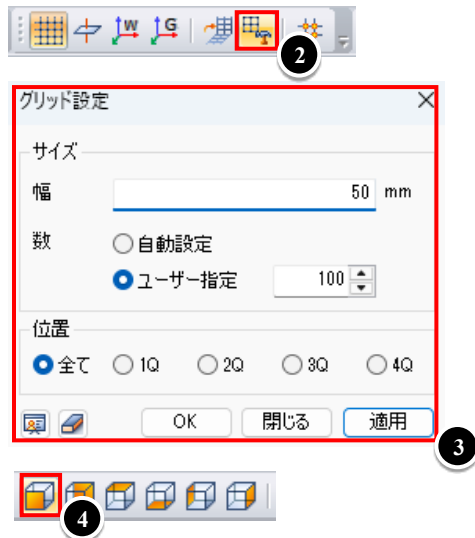 W G
2
グリッド設定
サイズ
幅 50 mm
数 自動設定
ユーザー指定 100
位置
全て 1Q 2Q 3Q 4Q
OK 閉じる 適用
3
4